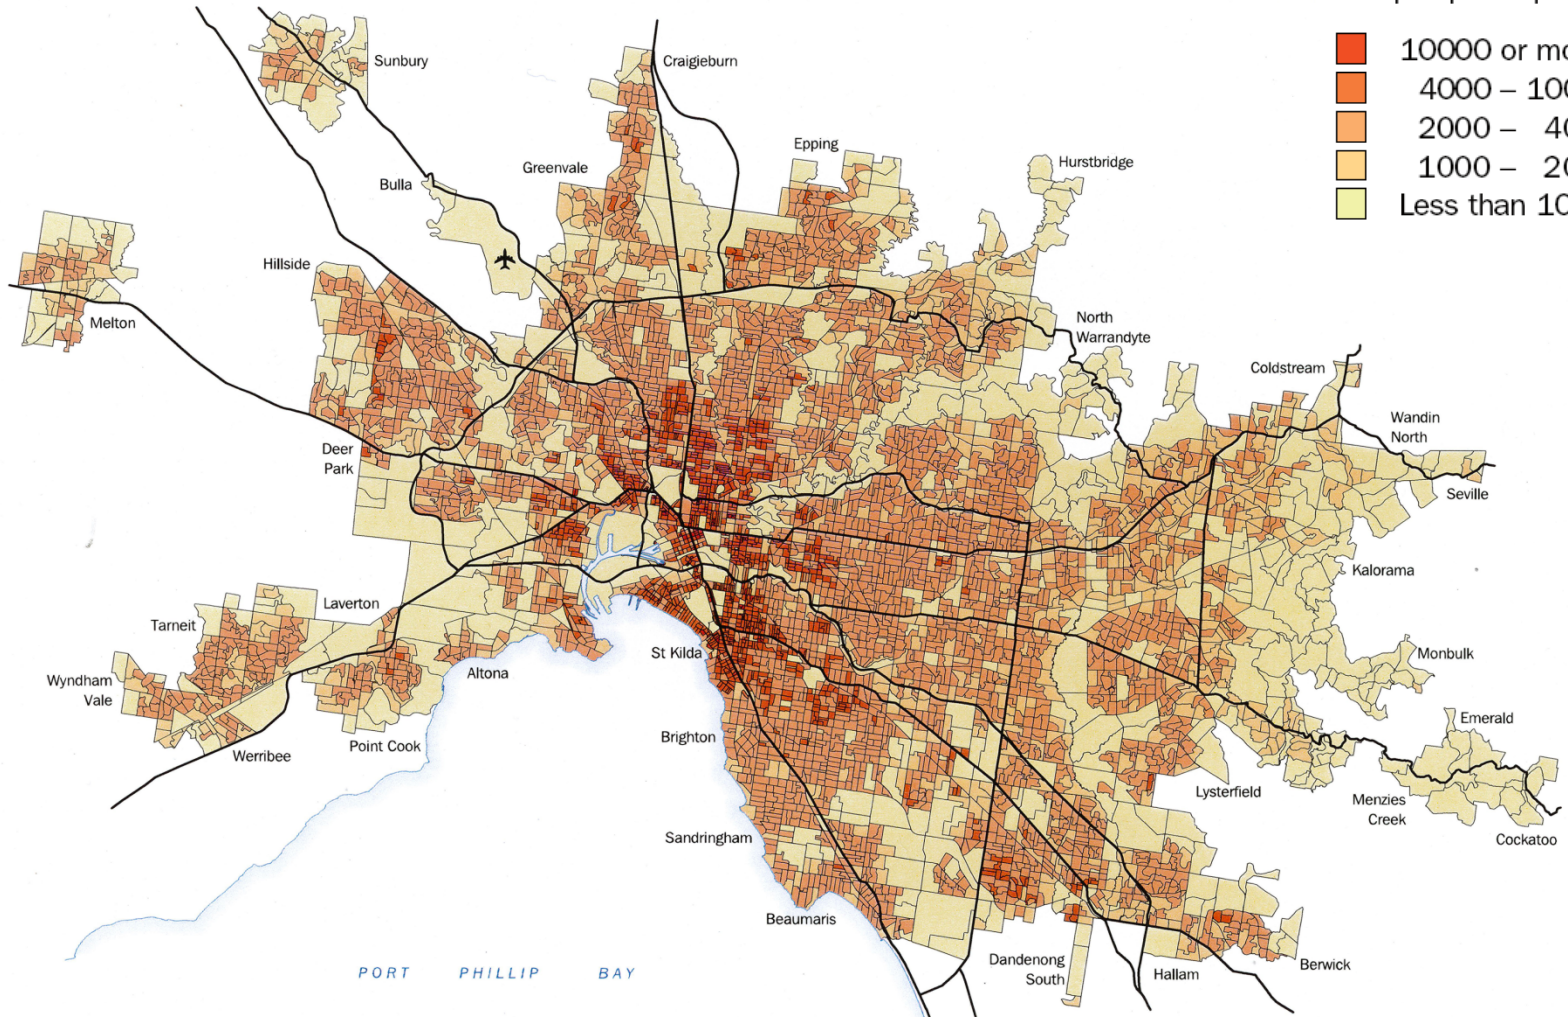 10000 or mo
4000 – 100
2000 – 40
1000 – 20
Less than 10
Sunbury
Craigieburn
Epping
Hurstbridge
Greenvale
Bulla
Hillside
Melton
North
Warrandyte
Coldstream
Wandin
North
Deer
Park
Seville
Kalorama
Laverton
Tarneit
St Kilda
Monbulk
Wyndham
Vale
Altona
Emerald
Brighton
Point Cook
Werribee
Lysterfield
Menzies
Creek
Sandringham
Cockatoo
Beaumaris
Dandenong
South
Hallam
Berwick
PORT PHILLIP BAY